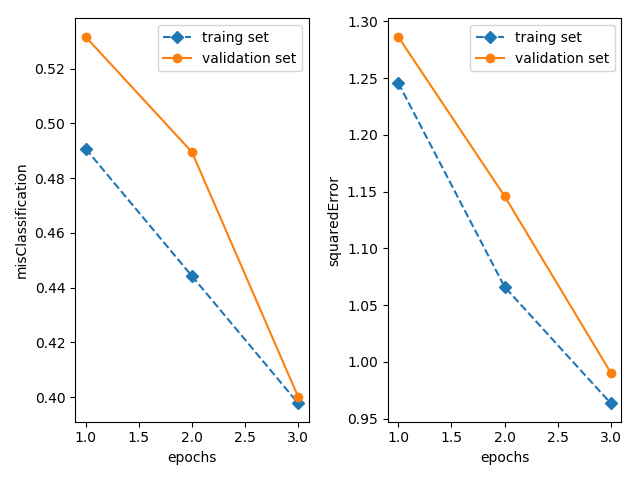 traing set
validation set
0.52
0.50
0.48
0.46
0.44
0.42
0.40
misClassification
1.0 1.5 2.0 2.5 3.0
epochs
traing set
validation set
1.30
1.25
1.20
1.15
1.10
1.05
1.00
0.95
squaredError
1.0 1.5 2.0 2.5 3.0
epochs